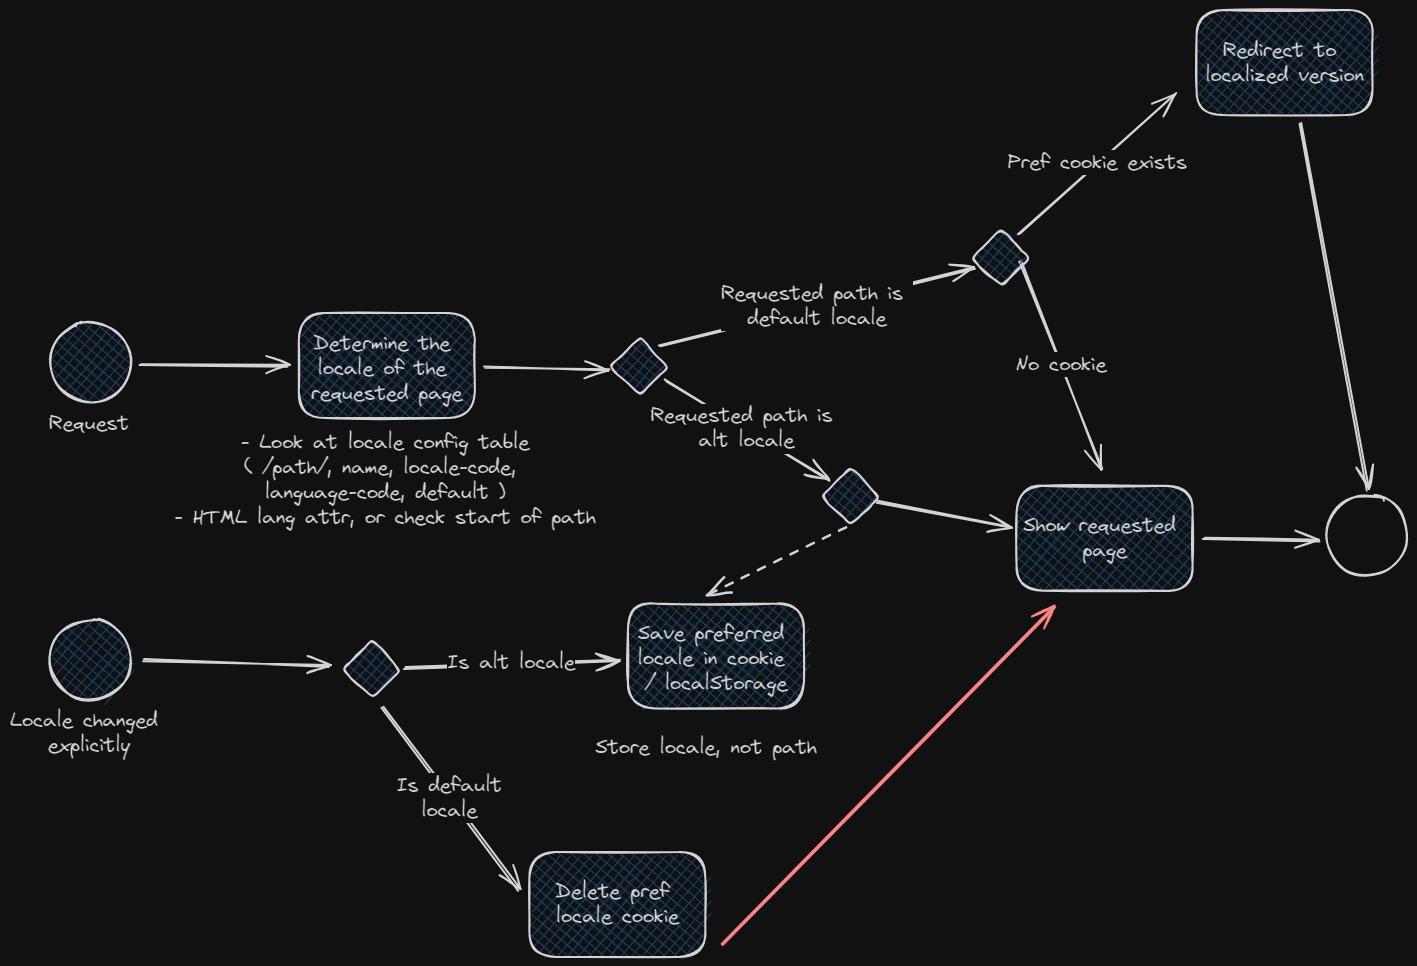 Redirect to
localized version
Pref cookie exists
Requested path is
default locale
Determine the
locale of the
requested page
No cookie
Request
Requested path is
alt locale
- Look at locale config table
( /path/, name, locale-code,
language-code, default )
- HTML lang attr, or check start of path
Show requested
page
Save preferred
locale in cookie
/ localStorage
Is alt locale
Locale changed
explicitly
Store locale, not path
Is default
locale
Delete pref
locale cookie